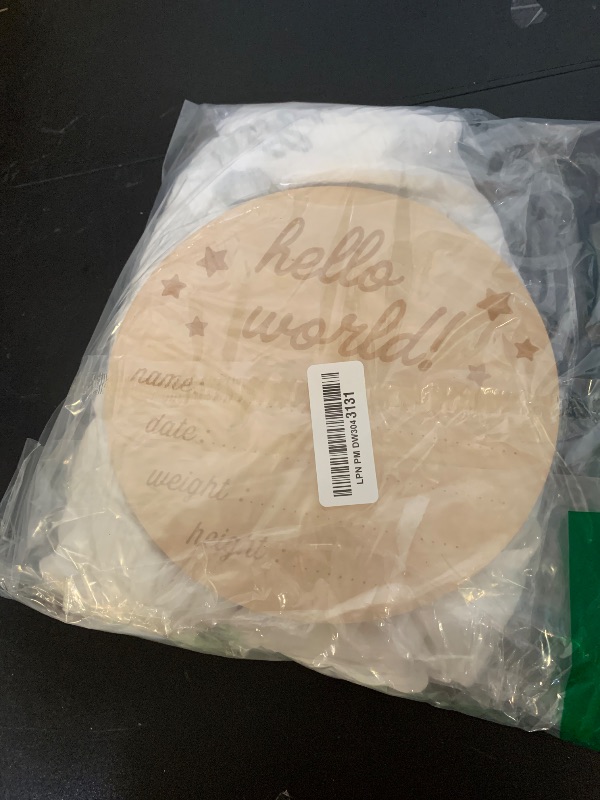 hello
world!
name:
date:
weight
height
LPN PM DW3043131